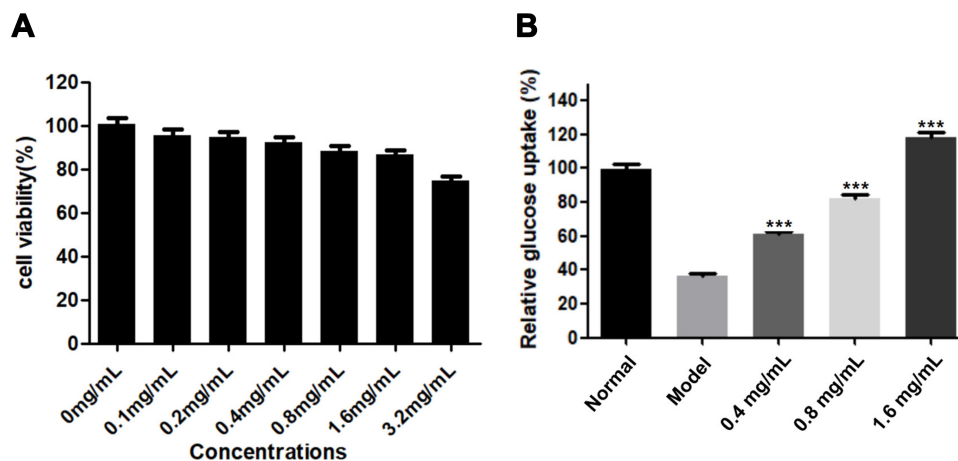 A
cell viability(%)
120
100
80
60
40
20
0
0mg/mL
0.1mg/mL
0.2mg/mL
0.4mg/mL
0.8mg/mL
1.6mg/mL
3.2mg/mL
Concentrations
B
Relative glucose uptake (%)
140
120
100
80
60
40
20
0
***
***
***
Normal
Model
0.4 mg/mL
0.8 mg/mL
1.6 mg/mL